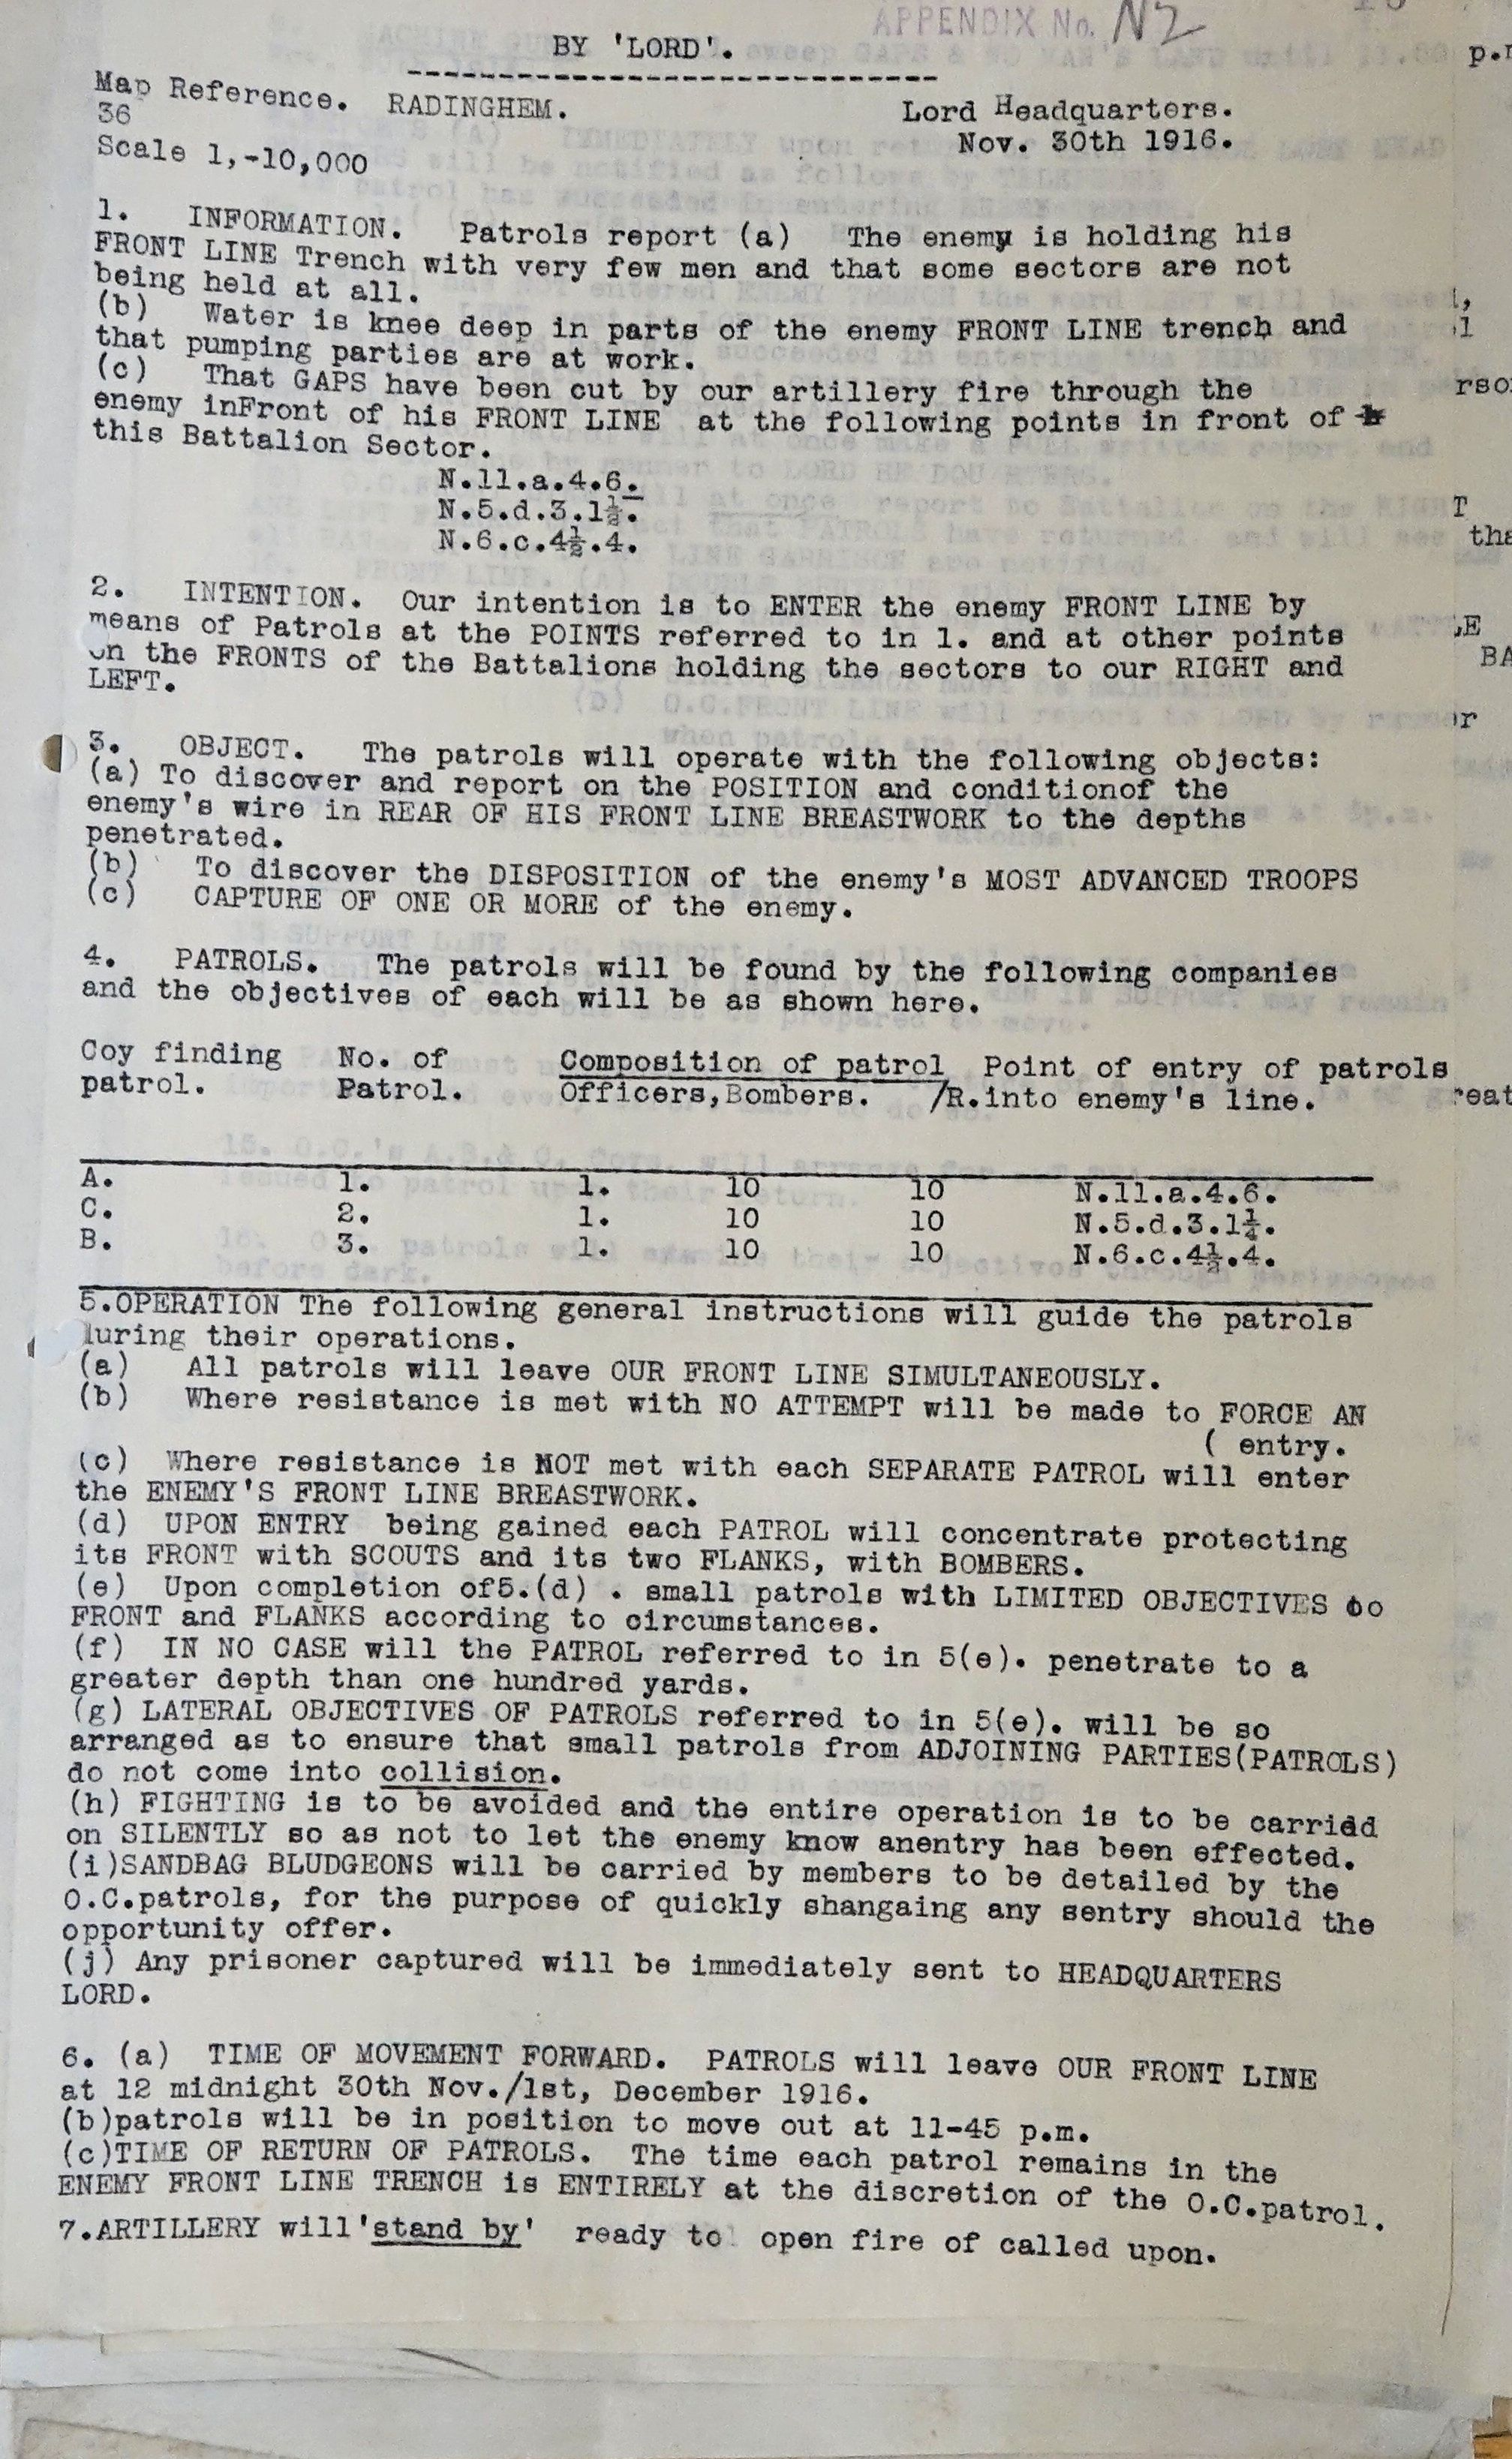 APPENDIX No. N2
BY 'LORD'.
Map Reference. RADINGHEM.
36
Scale 1,-10,000
Lord Headquarters.
Nov. 30th 1916.
1. INFORMATION. Patrols report (a) The enemy is holding his
FRONT LINE Trench with very few men and that some sectors are not
being held at all.
(b) Water is knee deep in parts of the enemy FRONT LINE trench and
that pumping parties are at work.
(c) That GAPS have been cut by our artillery fire through the
enemy inFront of his FRONT LINE at the following points in front of
this Battalion Sector.
N.11.a.4.6.
N.5.d.3.1½.
N.6.c.4½.4.
2. INTENTION. Our intention is to ENTER the enemy FRONT LINE by
means of Patrols at the POINTS referred to in 1. and at other points
on the FRONTS of the Battalions holding the sectors to our RIGHT and
LEFT.
3. OBJECT. The patrols will operate with the following objects:
(a) To discover and report on the POSITION and conditionof the
enemy's wire in REAR OF HIS FRONT LINE BREASTWORK to the depths
penetrated.
(b) To discover the DISPOSITION of the enemy's MOST ADVANCED TROOPS
(c) CAPTURE OF ONE OR MORE of the enemy.
4. PATROLS. The patrols will be found by the following companies
and the objectives of each will be as shown here.
Coy finding No. of Composition of patrol Point of entry of patrols
patrol. Patrol. Officers,Bombers. /R.into enemy's line.
A. 1. 1. 10 10 N.11.a.4.6.
C. 2. 1. 10 10 N.5.d.3.1¼.
B. 3. 1. 10 10 N.6.c.4½.4.
5.OPERATION The following general instructions will guide the patrols
during their operations.
(a) All patrols will leave OUR FRONT LINE SIMULTANEOUSLY.
(b) Where resistance is met with NO ATTEMPT will be made to FORCE AN
( entry.
(c) Where resistance is NOT met with each SEPARATE PATROL will enter
the ENEMY'S FRONT LINE BREASTWORK.
(d) UPON ENTRY being gained each PATROL will concentrate protecting
its FRONT with SCOUTS and its two FLANKS, with BOMBERS.
(e) Upon completion of5.(d) . small patrols with LIMITED OBJECTIVES to
FRONT and FLANKS according to circumstances.
(f) IN NO CASE will the PATROL referred to in 5(e). penetrate to a
greater depth than one hundred yards.
(g) LATERAL OBJECTIVES OF PATROLS referred to in 5(e). will be so
arranged as to ensure that small patrols from ADJOINING PARTIES(PATROLS)
do not come into collision.
(h) FIGHTING is to be avoided and the entire operation is to be carridd
on SILENTLY so as not to let the enemy know anentry has been effected.
(i)SANDBAG BLUDGEONS will be carried by members to be detailed by the
O.C.patrols, for the purpose of quickly shangaing any sentry should the
opportunity offer.
(j) Any prisoner captured will be immediately sent to HEADQUARTERS
LORD.
6. (a) TIME OF MOVEMENT FORWARD. PATROLS will leave OUR FRONT LINE
at 12 midnight 30th Nov./1st, December 1916.
(b)patrols will be in position to move out at 11-45 p.m.
(c)TIME OF RETURN OF PATROLS. The time each patrol remains in the
ENEMY FRONT LINE TRENCH is ENTIRELY at the discretion of the O.C.patrol.
7.ARTILLERY will'stand by' ready to open fire of called upon.